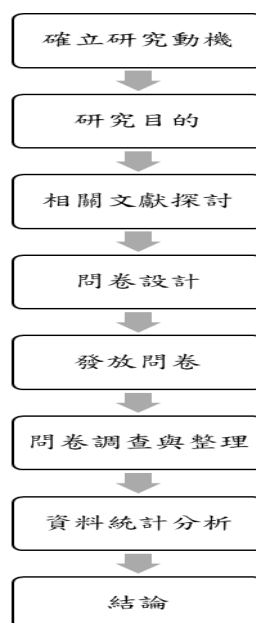 確立研究動機
研究目的
相關文獻探討
問卷設計
發放問卷
問卷調查與整理
資料統計分析
結論